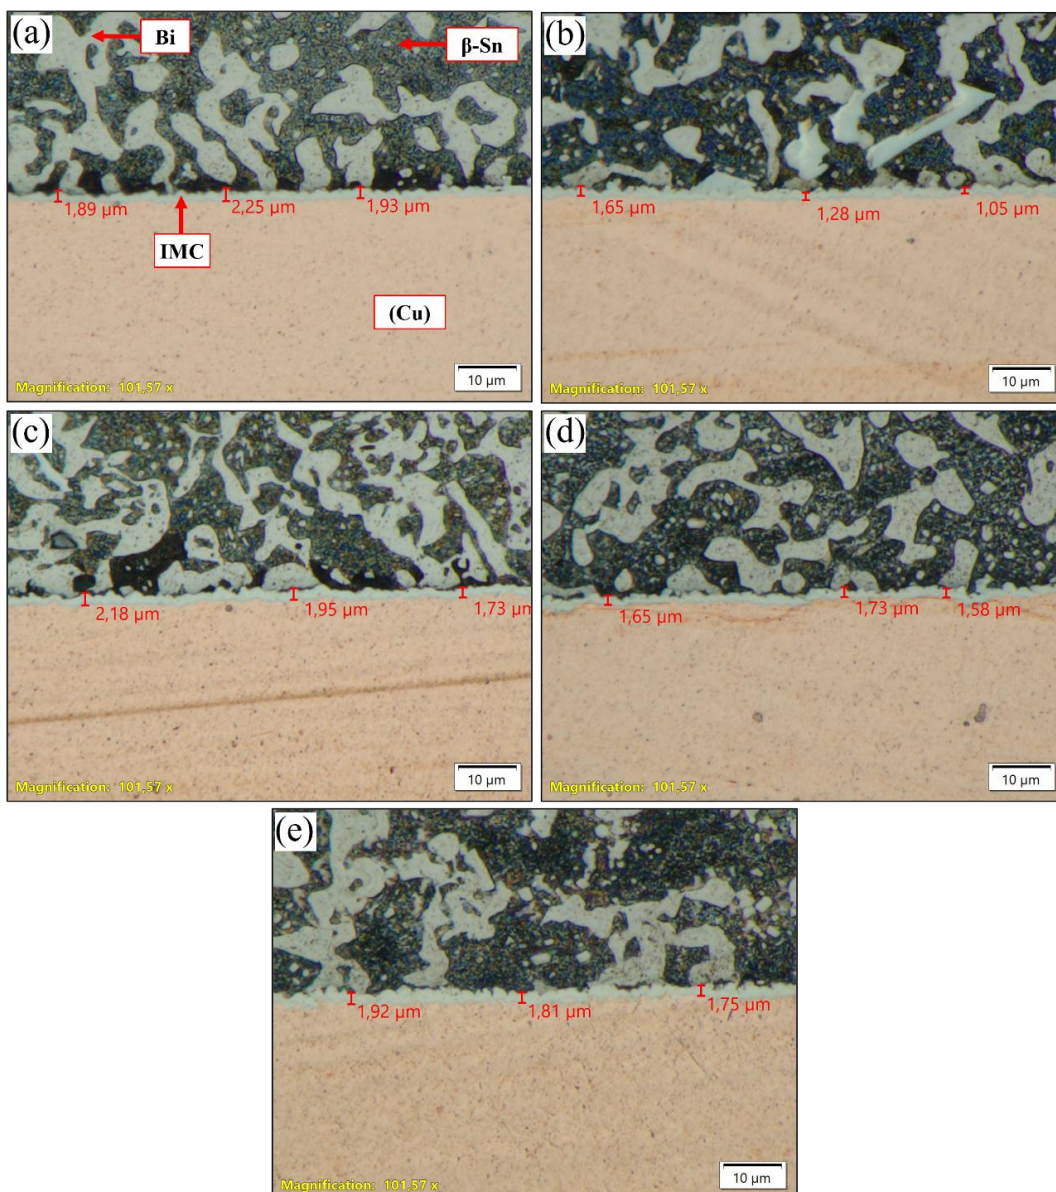 (a)
Bi
β-Sn
1,89 µm
2,25 µm
1,93 µm
IMC
(Cu)
Magnification: 101,57 x
10 µm
(b)
1,65 µm
1,28 µm
1,05 µm
Magnification: 101,57 x
10 µm
(c)
2,18 µm
1,95 µm
1,73 µm
Magnification: 101,57 x
10 µm
(d)
1,65 µm
1,73 µm
1,58 µm
Magnification: 101,57 x
10 µm
(e)
1,92 µm
1,81 µm
1,75 µm
Magnification: 101,57 x
10 µm